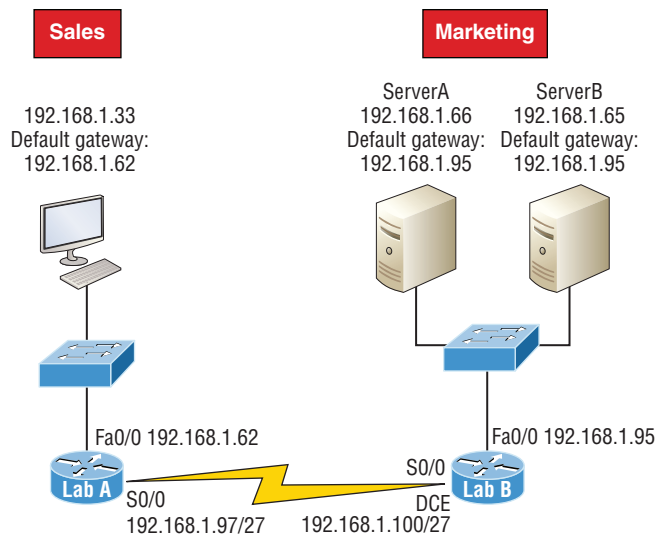 Sales
Marketing
192.168.1.33
Default gateway:
192.168.1.62
ServerA
192.168.1.66
Default gateway:
192.168.1.95
ServerB
192.168.1.65
Default gateway:
192.168.1.95
Fa0/0 192.168.1.62
Fa0/0 192.168.1.95
Lab A
S0/0
192.168.1.97/27
S0/0
DCE
192.168.1.100/27
Lab B